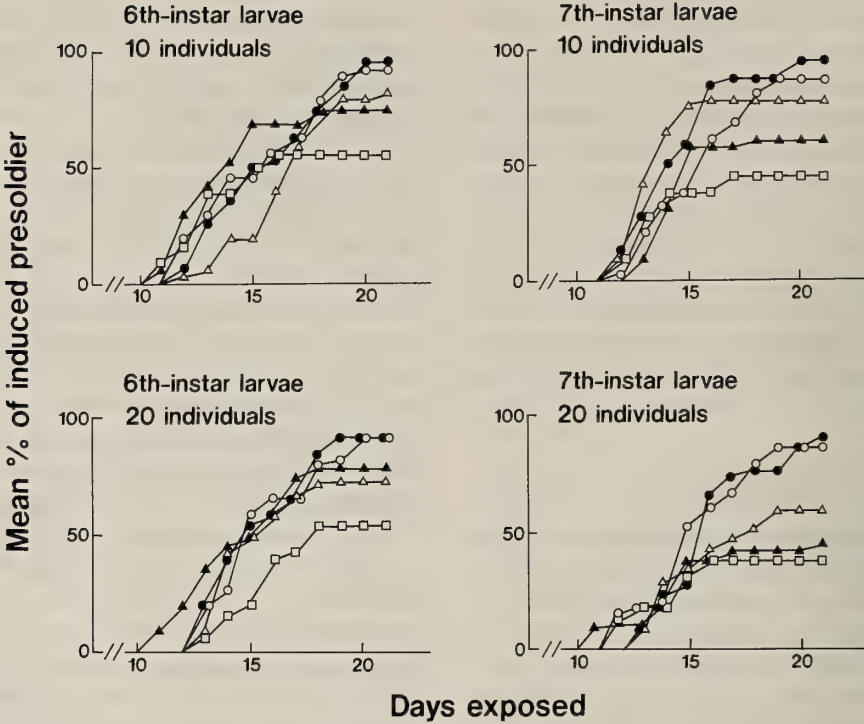 Mean % of induced presoldier
6th-instar larvae
10 individuals
100
50
0
10
15
20
7th-instar larvae
10 individuals
100
50
0
10
15
20
6th-instar larvae
20 individuals
100
50
0
10
15
20
7th-instar larvae
20 individuals
100
50
0
10
15
20
Days exposed